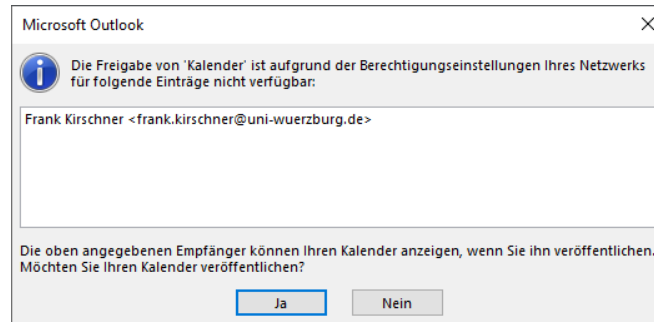 Microsoft Outlook
Die Freigabe von 'Kalender' ist aufgrund der Berechtigungseinstellungen Ihres Netzwerks
für folgende Einträge nicht verfügbar:
Frank Kirschner <frank.kirschner@uni-wuerzburg.de>
Die oben angegebenen Empfänger können Ihren Kalender anzeigen, wenn Sie ihn veröffentlichen.
Möchten Sie Ihren Kalender veröffentlichen?
Ja
Nein